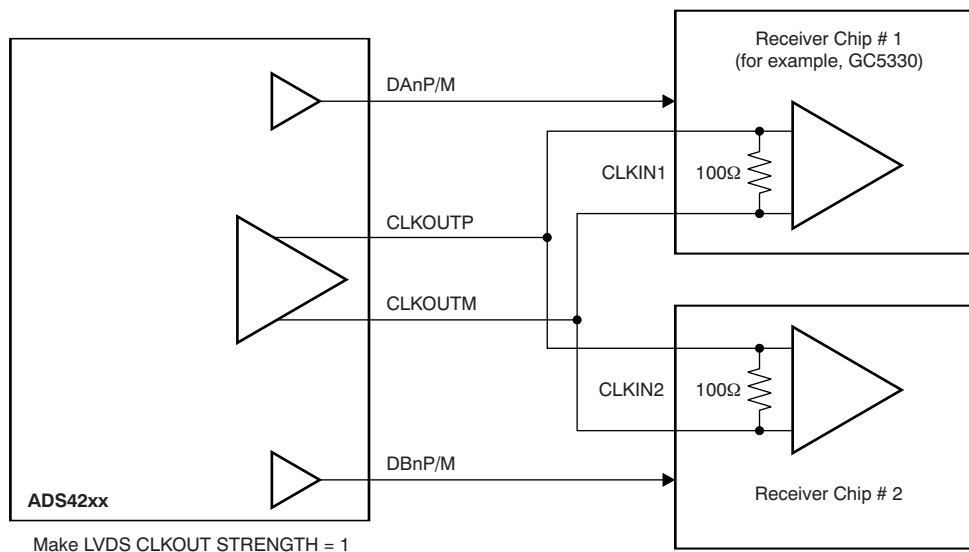 Receiver Chip # 1
(for example, GC5330)
DAnP/M
CLKIN1
100Ω
CLKOUTP
CLKOUTM
CLKIN2
100Ω
DBnP/M
ADS42xx
Receiver Chip # 2
Make LVDS CLKOUT STRENGTH = 1